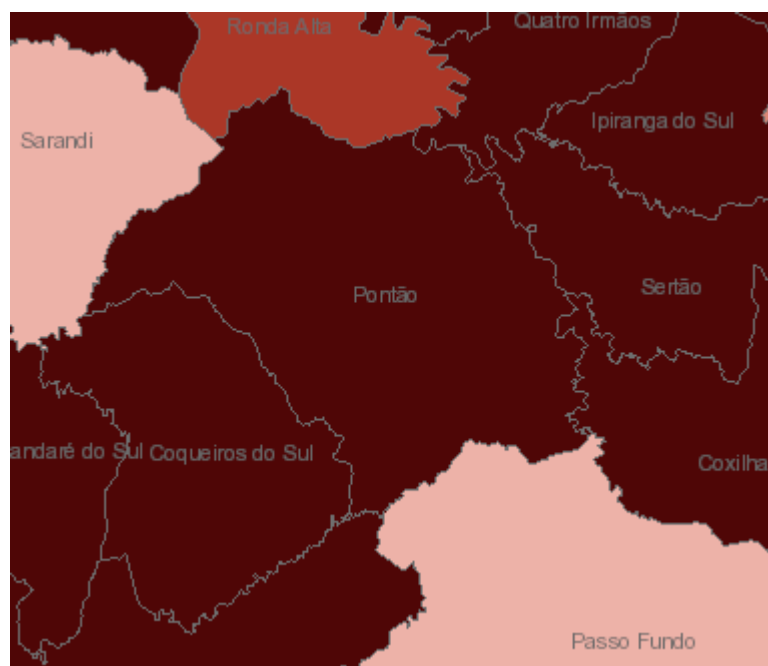 Ronda Alta
Quatro Irmãos
Ipiranga do Sul
Sarandi
Sertão
Pontão
andaré do Sul
Coqueiros do Sul
Coxilha
Passo Fundo